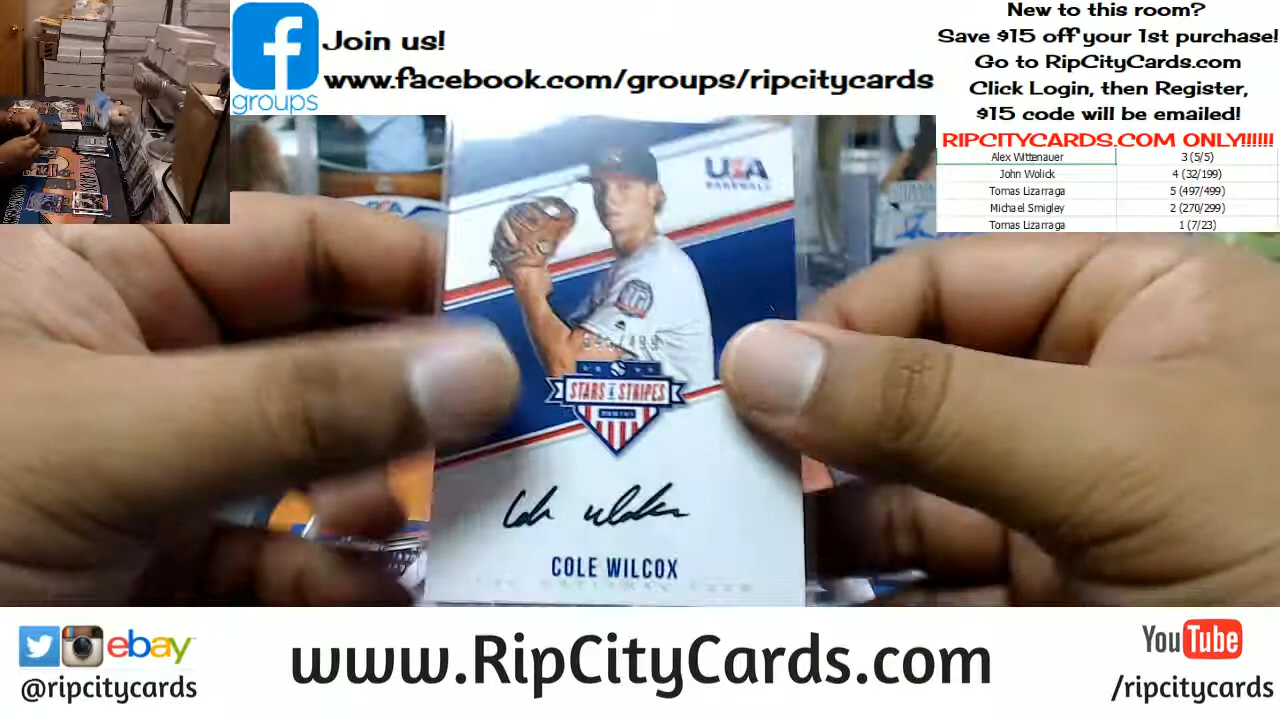 Join us!
www.facebook.com/groups/ripcitycards
groups
New to this room?
Save $15 off your 1st purchase!
Go to RipCityCards.com
Click Login, then Register,
$15 code will be emailed!
RIPCITYCARDS.COM ONLY!!!!!!
Alex Wittenauer 3 (5/5)
John Wolick 4 (32/199)
Tomas Lizarraga 5 (497/499)
Michael Smigley 2 (270/299)
Tomas Lizarraga 1 (7/23)
USA
BASEBALL
STARS & STRIPES
PANINI
COLE WILCOX
ebay
@ripcitycards
www.RipCityCards.com
YouTube
/ripcitycards